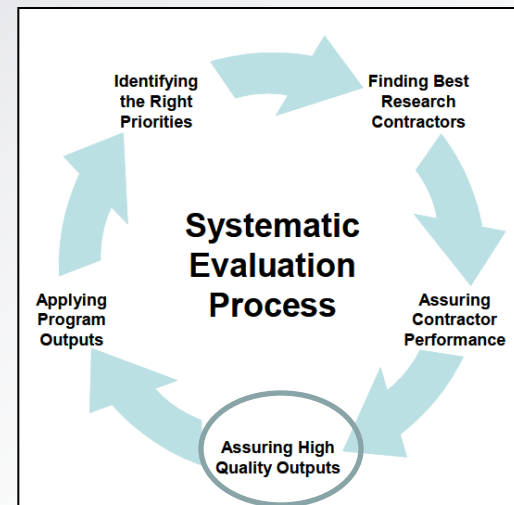 Identifying
the Right
Priorities
Finding Best
Research
Contractors
Systematic
Evaluation
Process
Applying
Program
Outputs
Assuring
Contractor
Performance
Assuring High
Quality Outputs